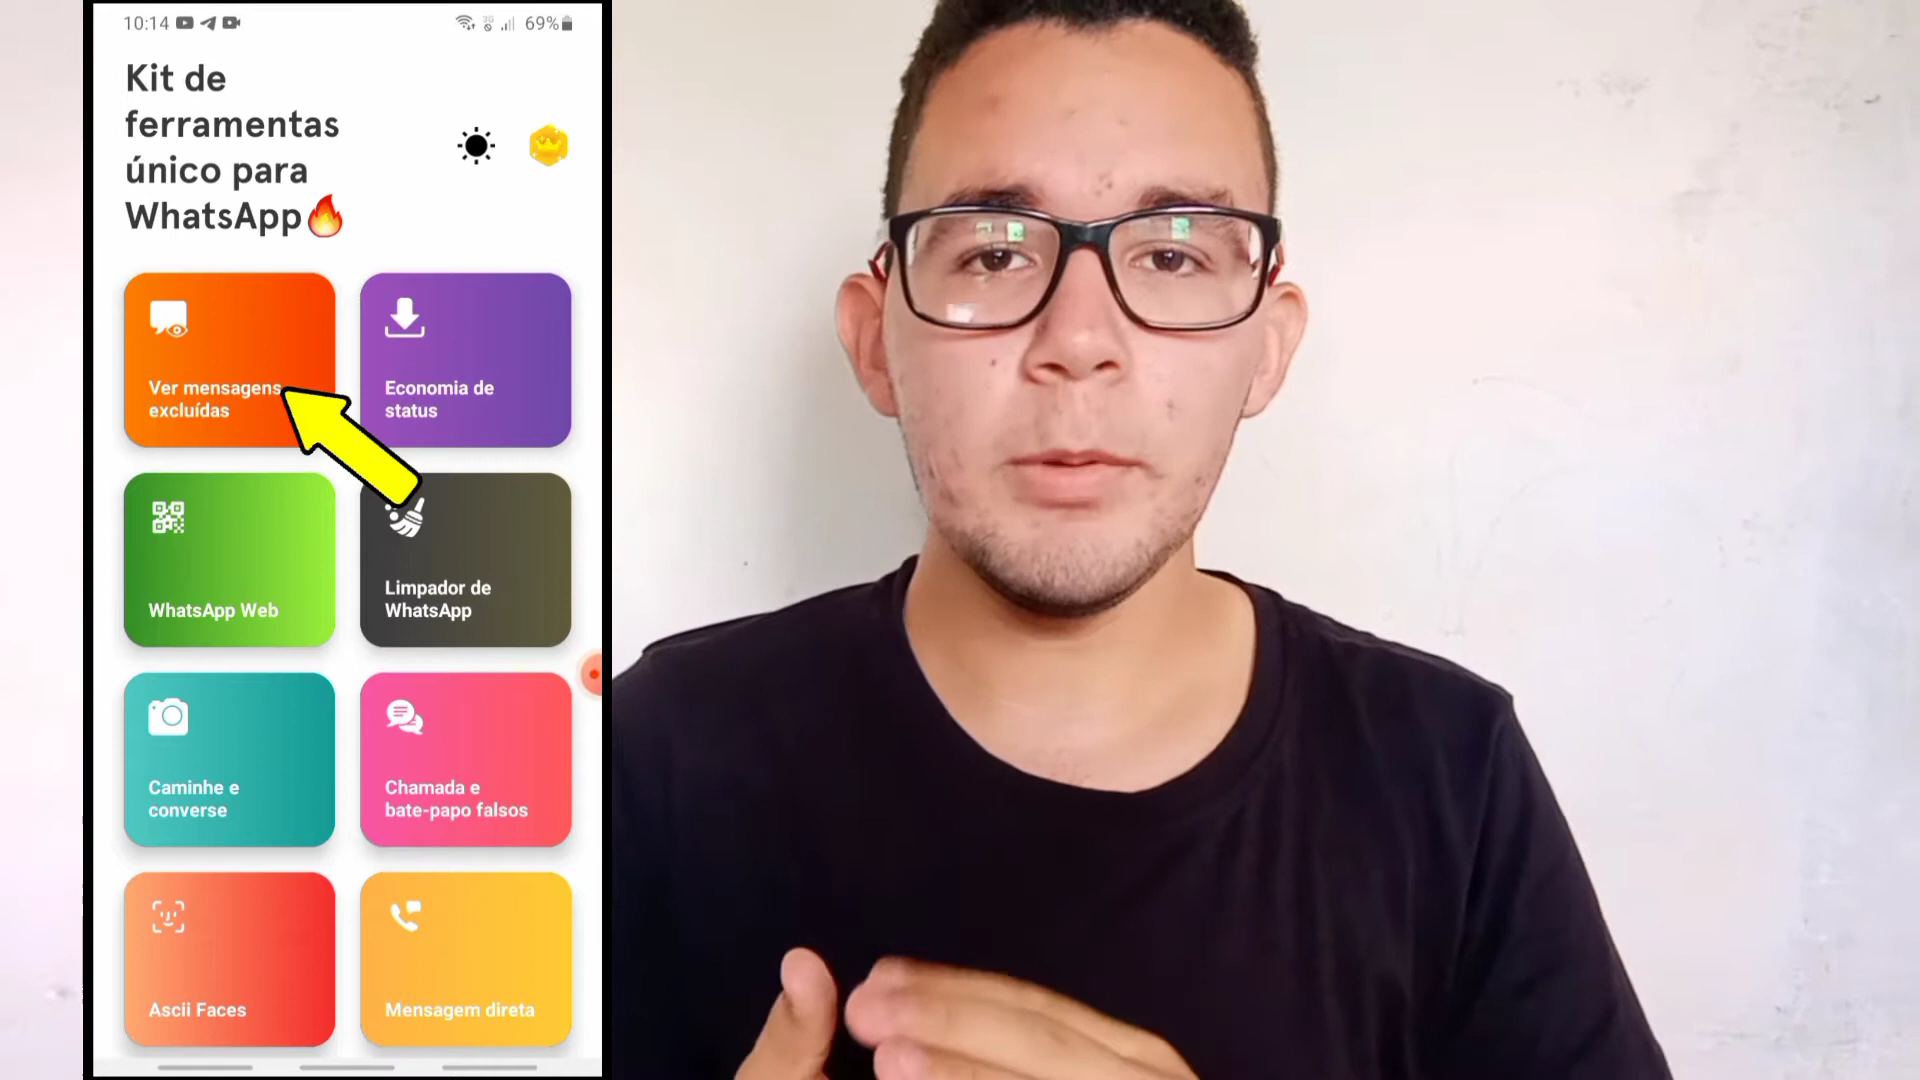 10:14
3G
69%
Kit de
ferramentas
único para
WhatsApp🔥
Ver mensagens
excluídas
Economia de
status
WhatsApp Web
Limpador de
WhatsApp
Caminhe e
converse
Chamada e
bate-papo falsos
Ascii Faces
Mensagem direta